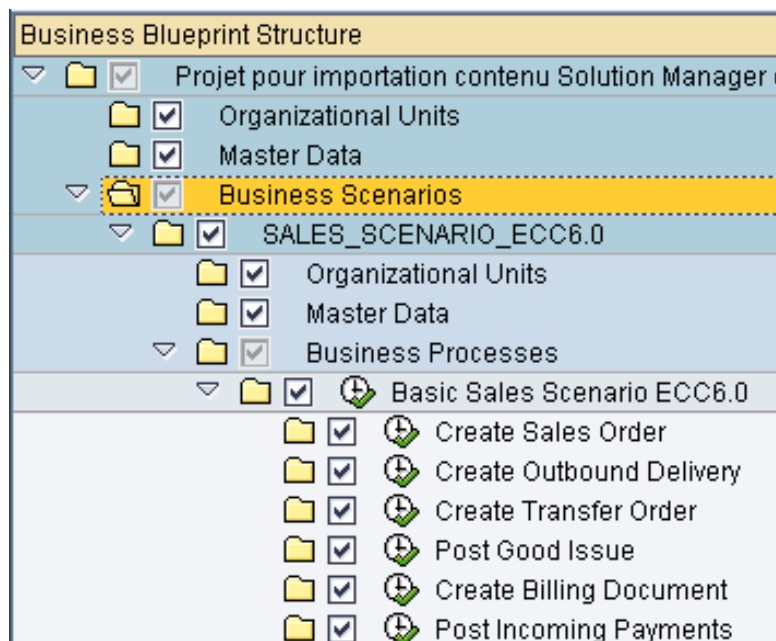 Business Blueprint Structure
Projet pour importation contenu Solution Manager
Organizational Units
Master Data
Business Scenarios
SALES_SCENARIO_ECC6.0
Organizational Units
Master Data
Business Processes
Basic Sales Scenario ECC6.0
Create Sales Order
Create Outbound Delivery
Create Transfer Order
Post Good Issue
Create Billing Document
Post Incoming Payments